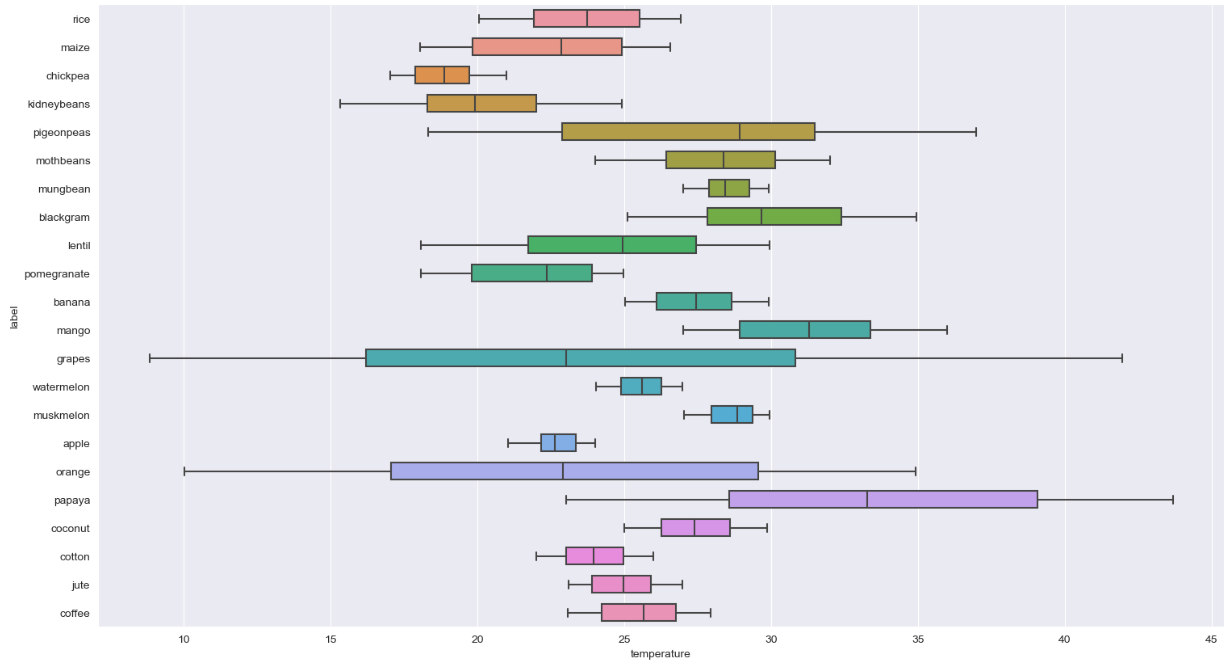 rice
maize
chickpea
kidneybeans
pigeonpeas
mothbeans
mungbean
blackgram
lentil
pomegranate
banana
mango
grapes
watermelon
muskmelon
apple
orange
papaya
coconut
cotton
jute
coffee
label
10 15 20 25 30 35 40 45
temperature